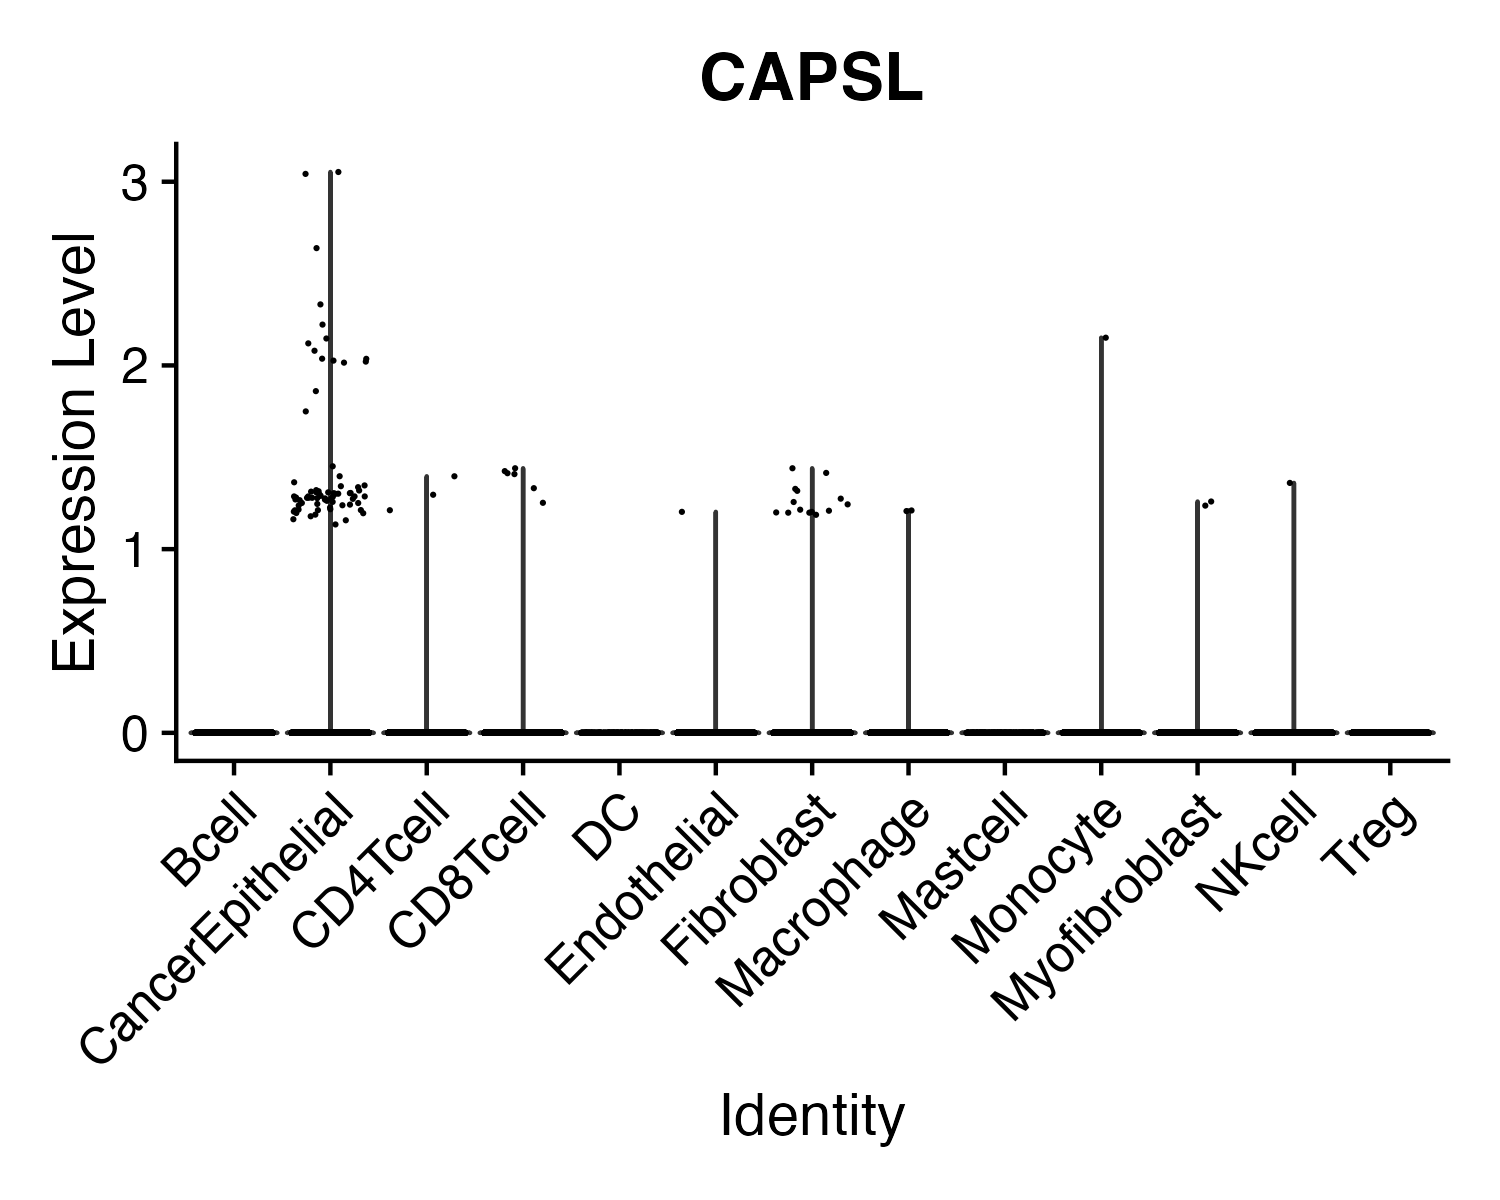 CAPSL
Expression Level
3
2
1
0
Bcell
CancerEpithelial
CD4Tcell
CD8Tcell
DC
Endothelial
Fibroblast
Macrophage
Mastcell
Monocyte
Myofibroblast
NKcell
Treg
Identity